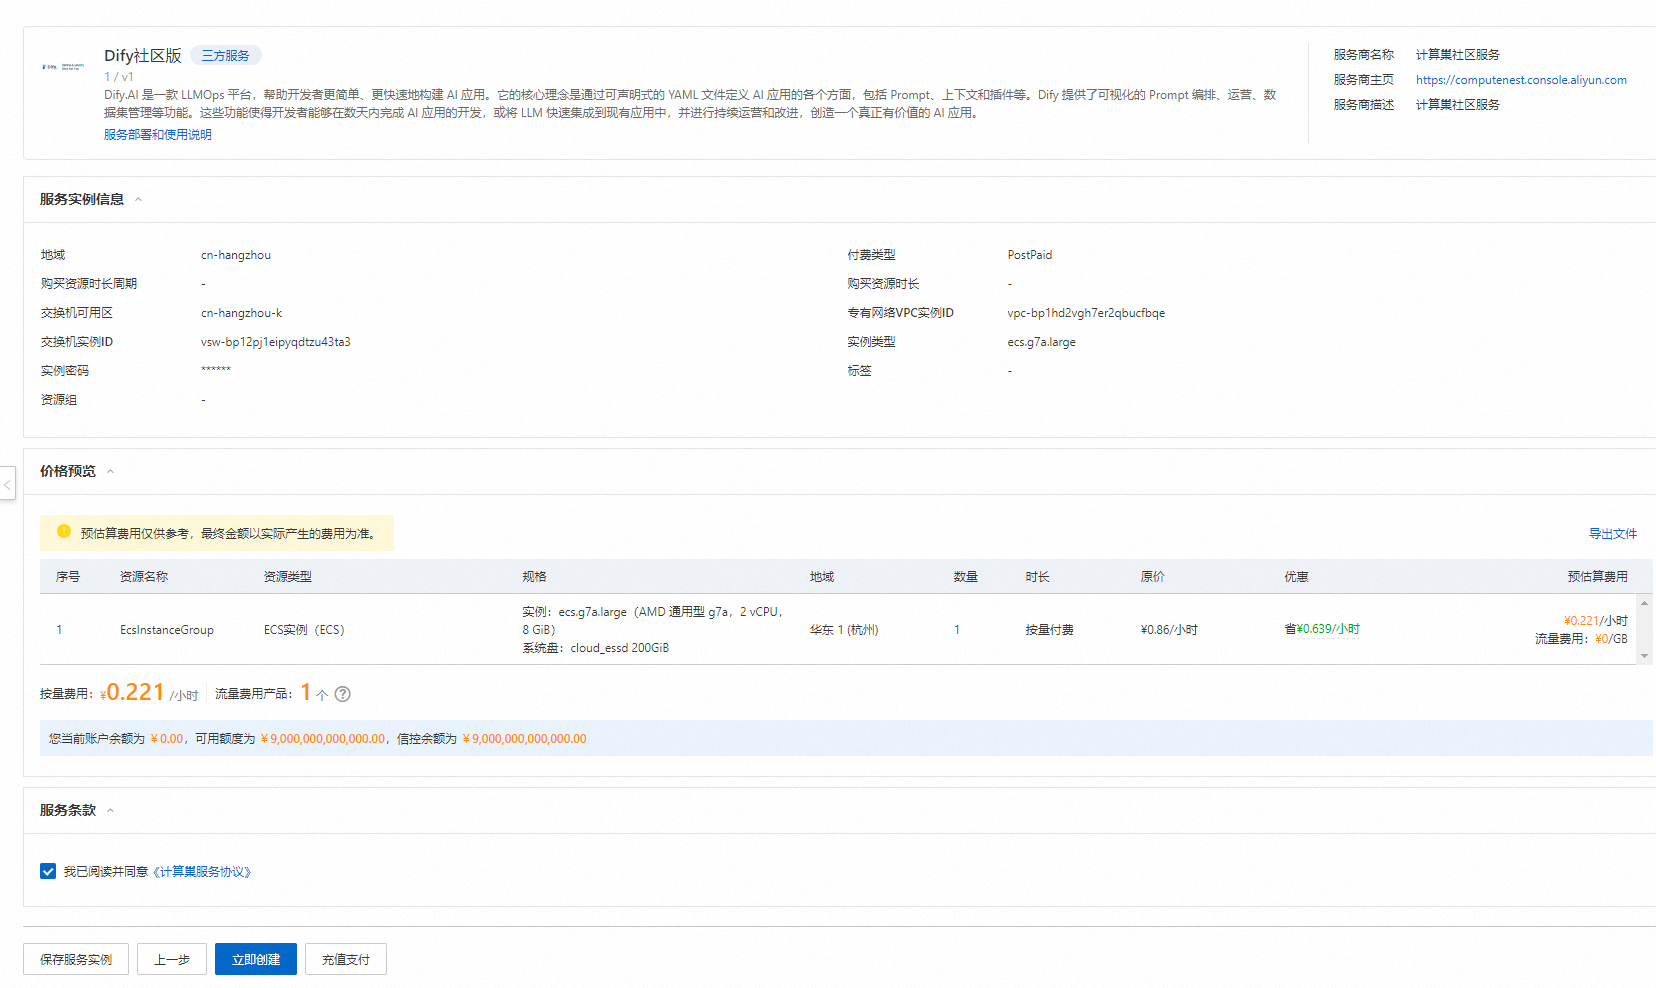 Dify社区版 三方服务
1 / v1
Dify.AI 是一款 LLMOps 平台，帮助开发者更简单、更快速地构建 AI 应用。它的核心理念是通过可声明式的 YAML 文件定义 AI 应用的各个方面，包括 Prompt、上下文和插件等。Dify 提供了可视化的 Prompt 编排、运营、数
据集管理等功能。这些功能使得开发者能够在数天内完成 AI 应用的开发，或将 LLM 快速集成到现有应用中，并进行持续运营和改进，创造一个真正有价值的 AI 应用。
服务部署和使用说明
服务商名称 计算巢社区服务
服务商主页 https://computenest.console.aliyun.com
服务商描述 计算巢社区服务
服务实例信息
地域 cn-hangzhou 付费类型 PostPaid
购买资源时长周期 - 购买资源时长 -
交换机可用区 cn-hangzhou-k 专有网络VPC实例ID vpc-bp1hd2vgh7er2qbucfbqe
交换机实例ID vsw-bp12pj1eipyqdtzu43ta3 实例类型 ecs.g7a.large
实例密码 ****** 标签 -
资源组 -
价格预览
预估算费用仅供参考，最终金额以实际产生的费用为准。 导出文件
序号 资源名称 资源类型 规格 地域 数量 时长 原价 优惠 预估算费用
1 EcsInstanceGroup ECS实例（ECS） 实例：ecs.g7a.large（AMD 通用型 g7a，2 vCPU，
8 GiB）
系统盘：cloud_essd 200GiB
华东 1 (杭州) 1 按量付费 ¥0.86/小时 省¥0.639/小时 ¥0.221/小时
流量费用：¥0/GB
按量费用：¥0.221 /小时 流量费用产品：1 个 ?
您当前账户余额为 ¥0.00，可用额度为 ¥9,000,000,000,000.00，信控余额为 ¥9,000,000,000,000.00
服务条款
我已阅读并同意《计算巢服务协议》
保存服务实例 上一步 立即创建 充值支付